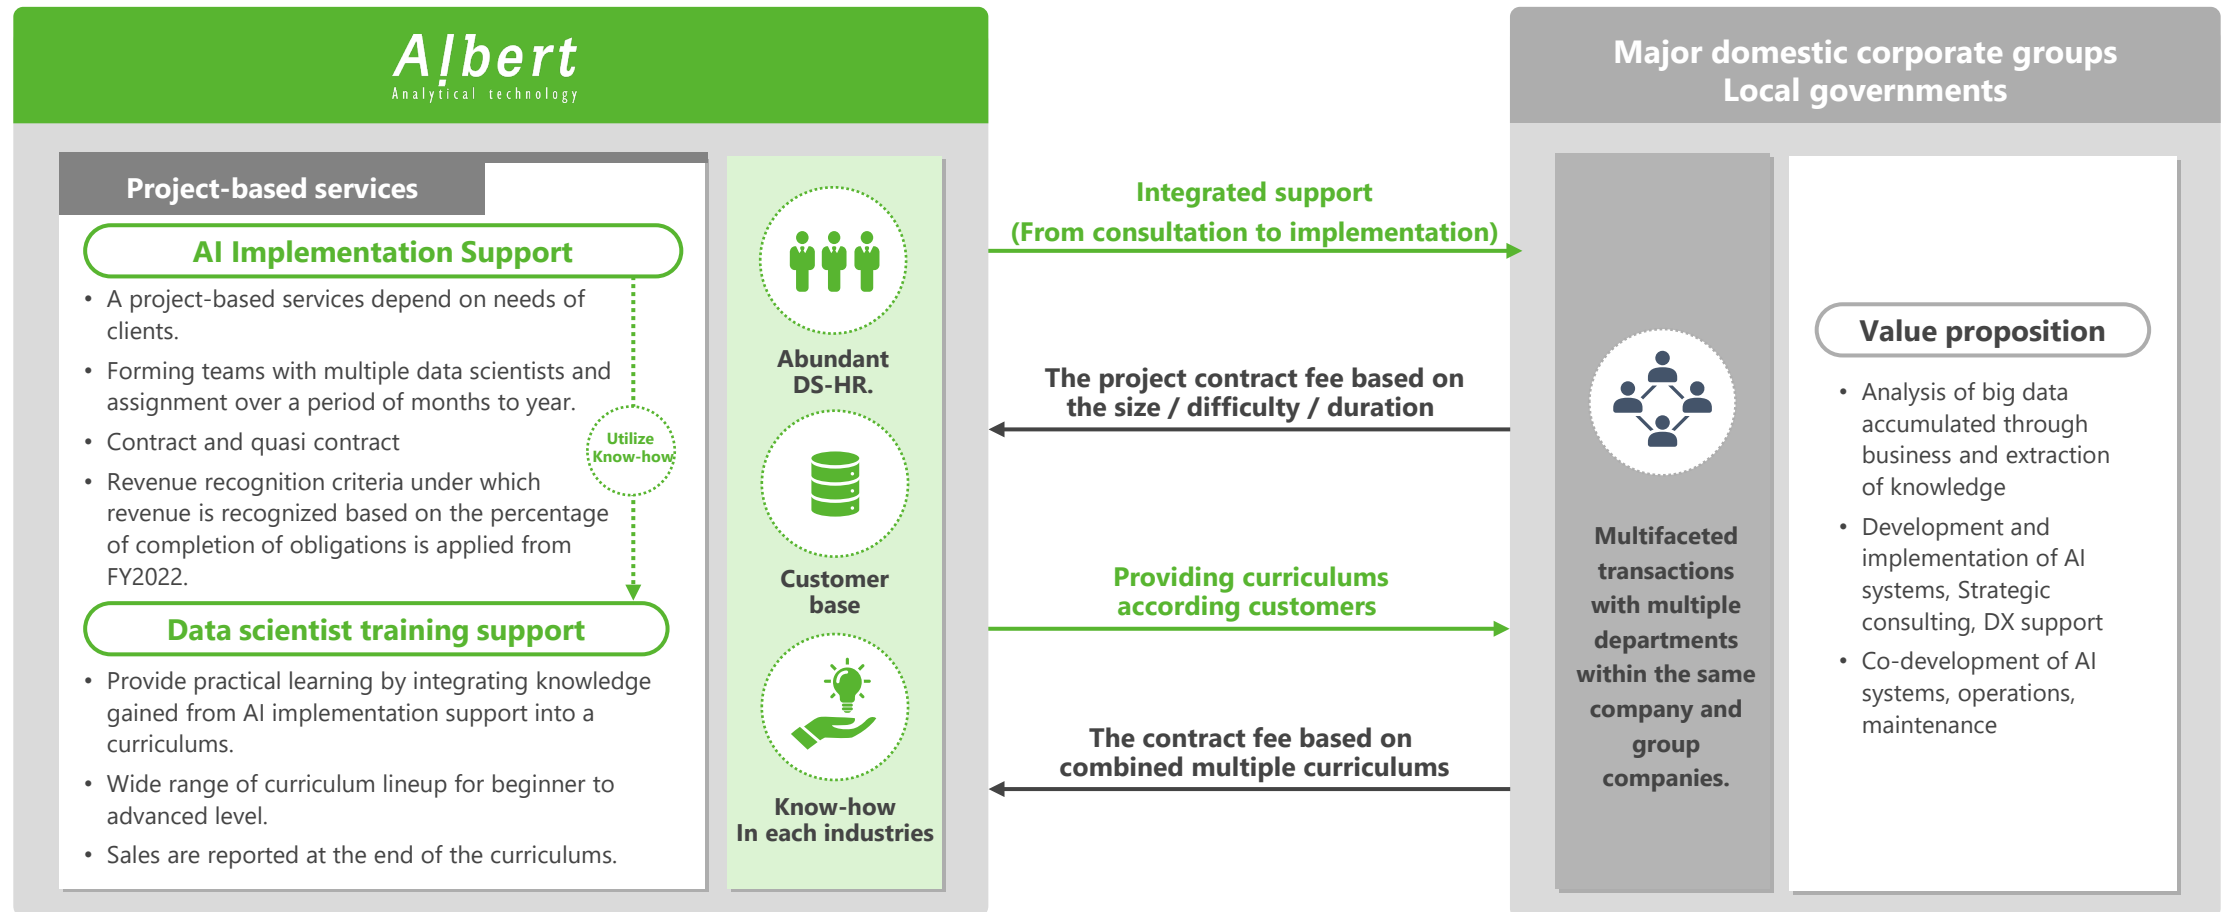 Albert
Analytical technology
Project-based services
AI Implementation Support
• A project-based services depend on needs of
clients.
• Forming teams with multiple data scientists and
assignment over a period of months to year.
• Contract and quasi contract
• Revenue recognition criteria under which
revenue is recognized based on the percentage
of completion of obligations is applied from
FY2022.
Utilize
Know-how
Data scientist training support
• Provide practical learning by integrating knowledge
gained from AI implementation support into a
curriculums.
• Wide range of curriculum lineup for beginner to
advanced level.
• Sales are reported at the end of the curriculums.
Abundant
DS-HR.
Customer
base
Know-how
In each industries
Integrated support
(From consultation to implementation)
The project contract fee based on
the size / difficulty / duration
Providing curriculums
according customers
The contract fee based on
combined multiple curriculums
Major domestic corporate groups
Local governments
Multifaceted
transactions
with multiple
departments
within the same
company and
group
companies.
Value proposition
• Analysis of big data
accumulated through
business and extraction
of knowledge
• Development and
implementation of AI
systems, Strategic
consulting, DX support
• Co-development of AI
systems, operations,
maintenance